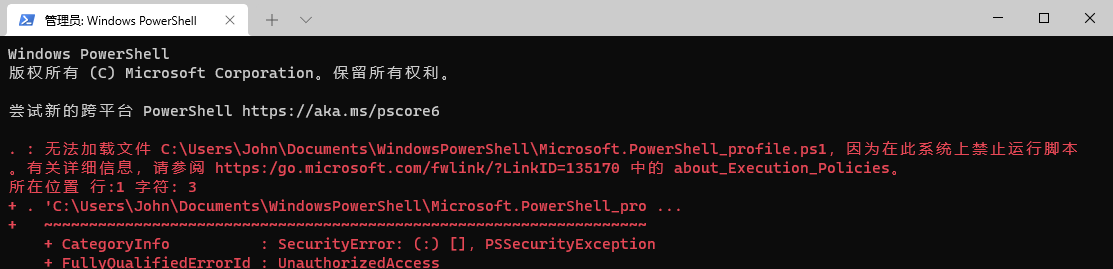 管理员: Windows PowerShell
Windows PowerShell
版权所有 (C) Microsoft Corporation。保留所有权利。
尝试新的跨平台 PowerShell https://aka.ms/pscore6
. : 无法加载文件 C:\Users\John\Documents\WindowsPowerShell\Microsoft.PowerShell_profile.ps1，因为在此系统上禁止运行脚本
。有关详细信息，请参阅 https:/go.microsoft.com/fwlink/?LinkID=135170 中的 about_Execution_Policies。
所在位置 行:1 字符: 3
+ . 'C:\Users\John\Documents\WindowsPowerShell\Microsoft.PowerShell_pro ...
+   ~~~~~~~~~~~~~~~~~~~~~~~~~~~~~~~~~~~~~~~~~~~~~~~~~~~~~~~~~~~~~~~~~~~
    + CategoryInfo          : SecurityError: (:) []，PSSecurityException
    + FullyQualifiedErrorId : UnauthorizedAccess